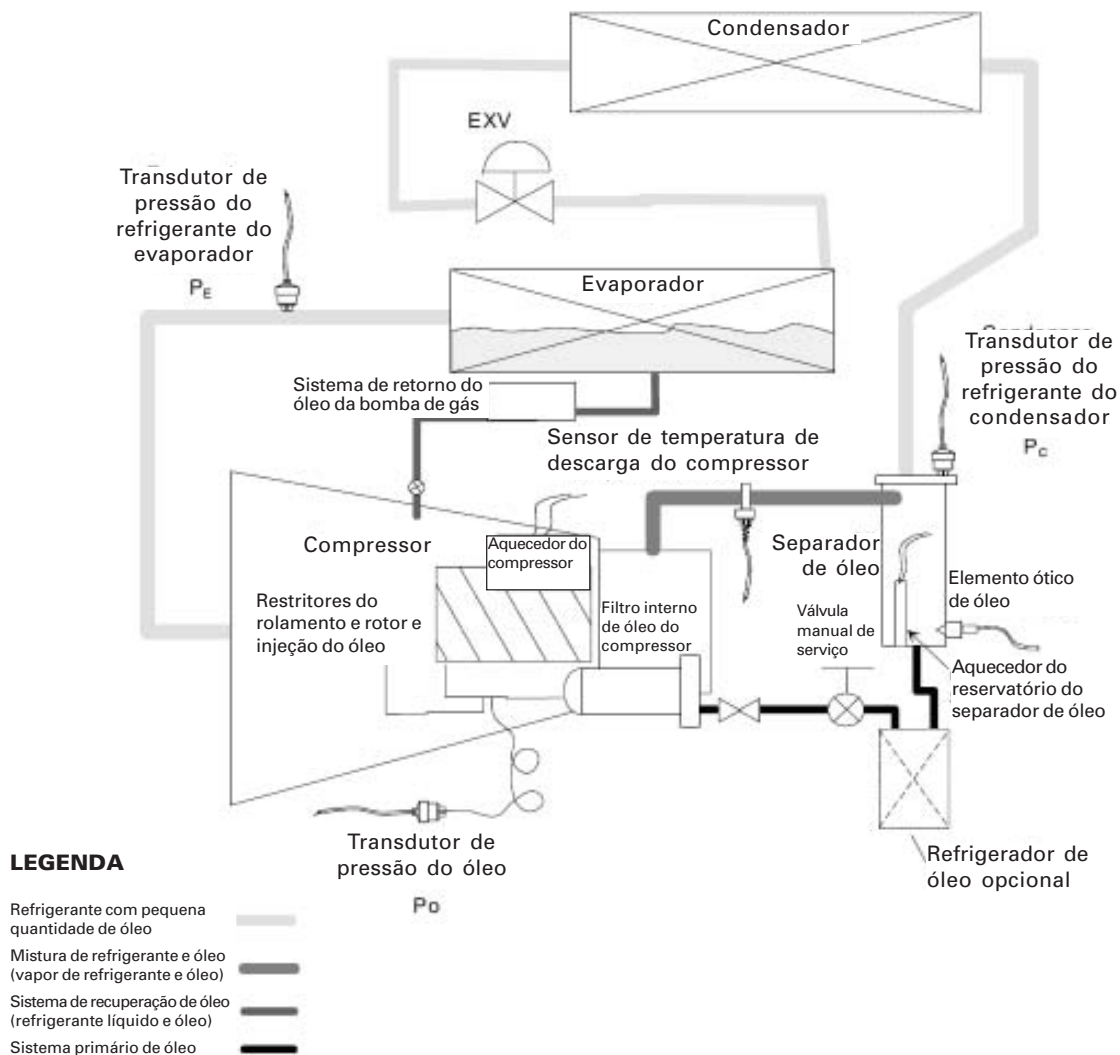 Condensador
EXV
Transdutor de
pressão do
refrigerante do
evaporador
PE
Evaporador
Transdutor de
pressão do
refrigerante do
condensador
PC
Sistema de retorno do
óleo da bomba de gás
Sensor de temperatura de
descarga do compressor
Compressor
Aquecedor do
compressor
Separador
de óleo
Elemento ótico
de óleo
Restritores do
rolamento e rotor e
injeção do óleo
Filtro interno
de óleo do
compressor
Válvula
manual de
serviço
Aquecedor do
reservatório do
separador de óleo
Transdutor de
pressão do óleo
Po
Refrigerador de
óleo opcional
LEGENDA
Refrigerante com pequena
quantidade de óleo
Mistura de refrigerante e óleo
(vapor de refrigerante e óleo)
Sistema de recuperação de óleo
(refrigerante líquido e óleo)
Sistema primário de óleo